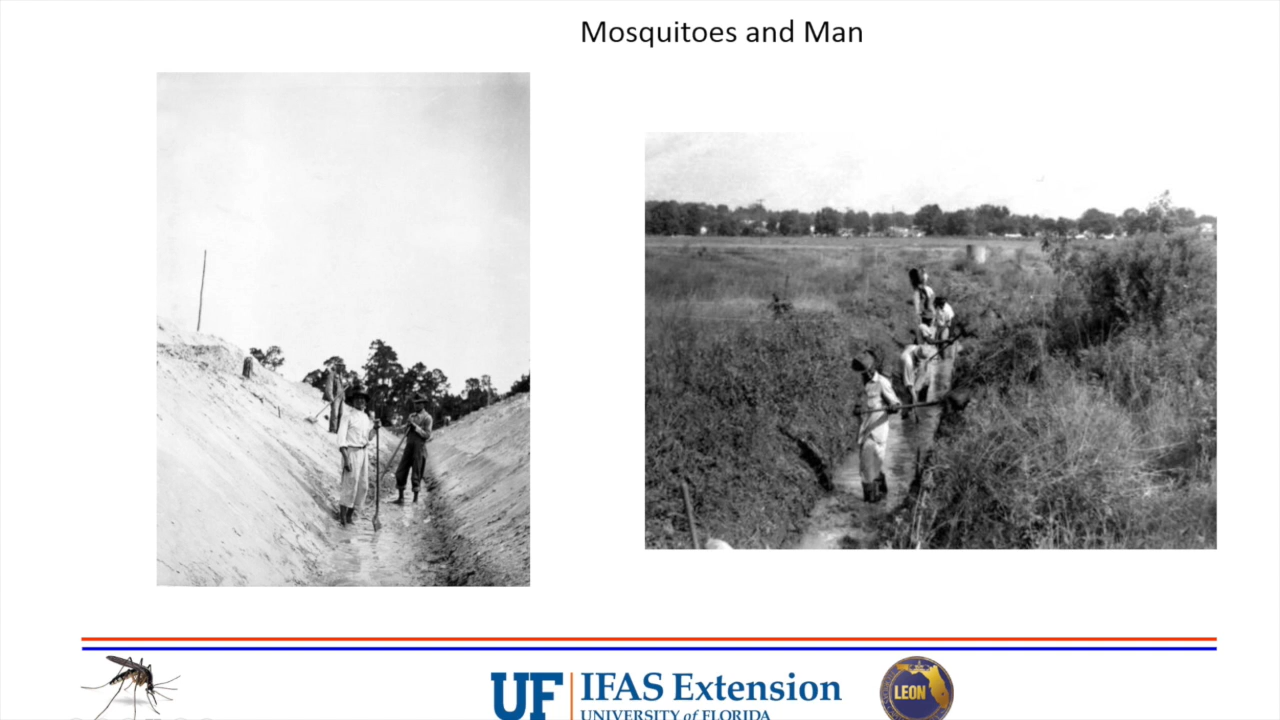 Mosquitoes and Man
UF IFAS Extension
UNIVERSITY of FLORIDA
LEON